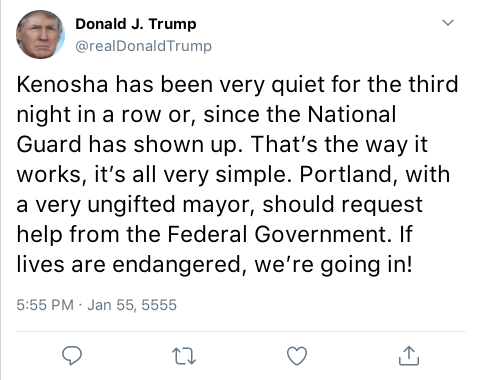 Donald J. Trump
@realDonaldTrump
Kenosha has been very quiet for the third
night in a row or, since the National
Guard has shown up. That’s the way it
works, it’s all very simple. Portland, with
a very ungifted mayor, should request
help from the Federal Government. If
lives are endangered, we’re going in!
5:55 PM · Jan 55, 5555